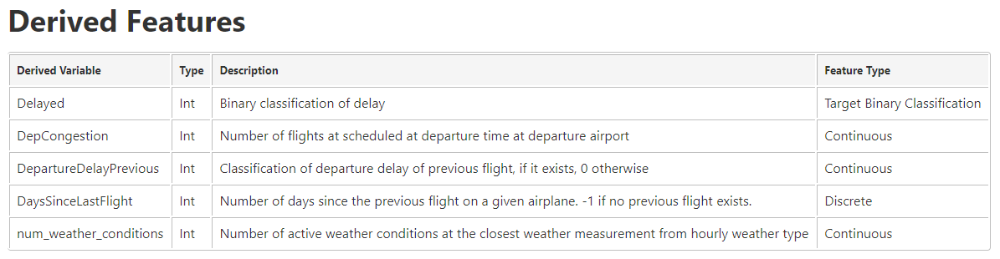 Derived Features
Derived Variable Type Description Feature Type
Delayed Int Binary classification of delay Target Binary Classification
DepCongestion Int Number of flights at scheduled at departure time at departure airport Continuous
DepartureDelayPrevious Int Classification of departure delay of previous flight, if it exists, 0 otherwise Continuous
DaysSinceLastFlight Int Number of days since the previous flight on a given airplane. -1 if no previous flight exists. Discrete
num_weather_conditions Int Number of active weather conditions at the closest weather measurement from hourly weather type Continuous